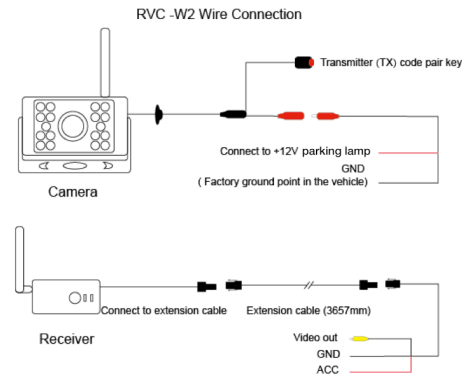 RVC -W2 Wire Connection
Transmitter (TX) code pair key
Connect to +12V parking lamp
GND
( Factory ground point in the vehicle)
Camera
Connect to extension cable
Extension cable (3657mm)
Receiver
Video out
GND
ACC